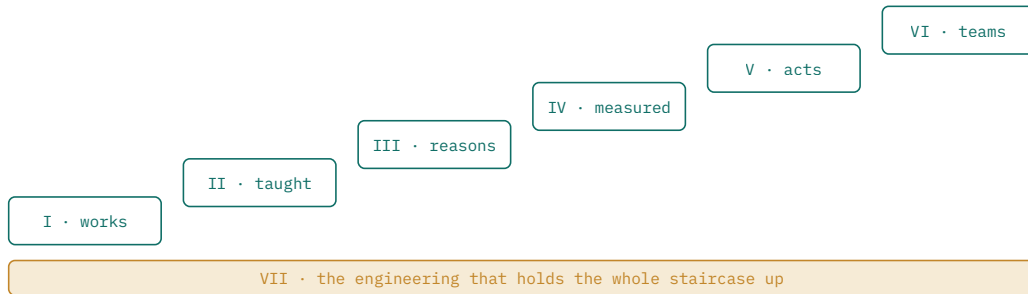 VI · teams
V · acts
IV · measured
III · reasons
II · taught
I · works
VII · the engineering that holds the whole staircase up